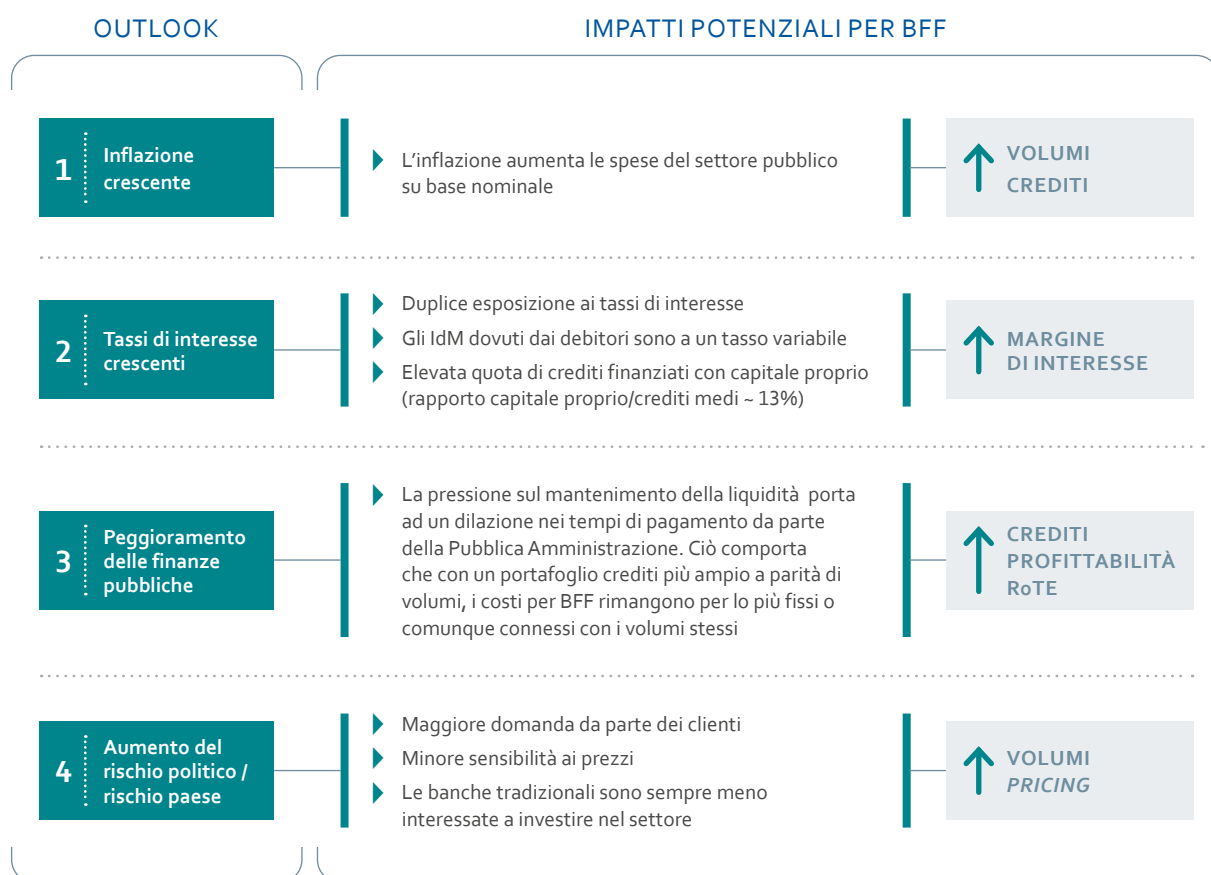 OUTLOOK
IMPATTI POTENZIALI PER BFF
1
Inflazione
crescente
L'inflazione aumenta le spese del settore pubblico
su base nominale
VOLUMI
CREDITI
2
Tassi di interesse
crescenti
Duplice esposizione ai tassi di interesse
Gli IdM dovuti dai debitori sono a un tasso variabile
Elevata quota di crediti finanziati con capitale proprio
(rapporto capitale proprio/crediti medi ~ 13%)
MARGINE
DI INTERESSE
3
Peggioramento
delle finanze
pubbliche
La pressione sul mantenimento della liquidità porta
ad un dilazione nei tempi di pagamento da parte
della Pubblica Amministrazione. Ciò comporta
che con un portafoglio crediti più ampio a parità di
volumi, i costi per BFF rimangono per lo più fissi o
comunque connessi con i volumi stessi
CREDITI
PROFITTABILITÀ
RoTE
4
Aumento del
rischio politico /
rischio paese
Maggiore domanda da parte dei clienti
Minore sensibilità ai prezzi
Le banche tradizionali sono sempre meno
interessate a investire nel settore
VOLUMI
PRICING